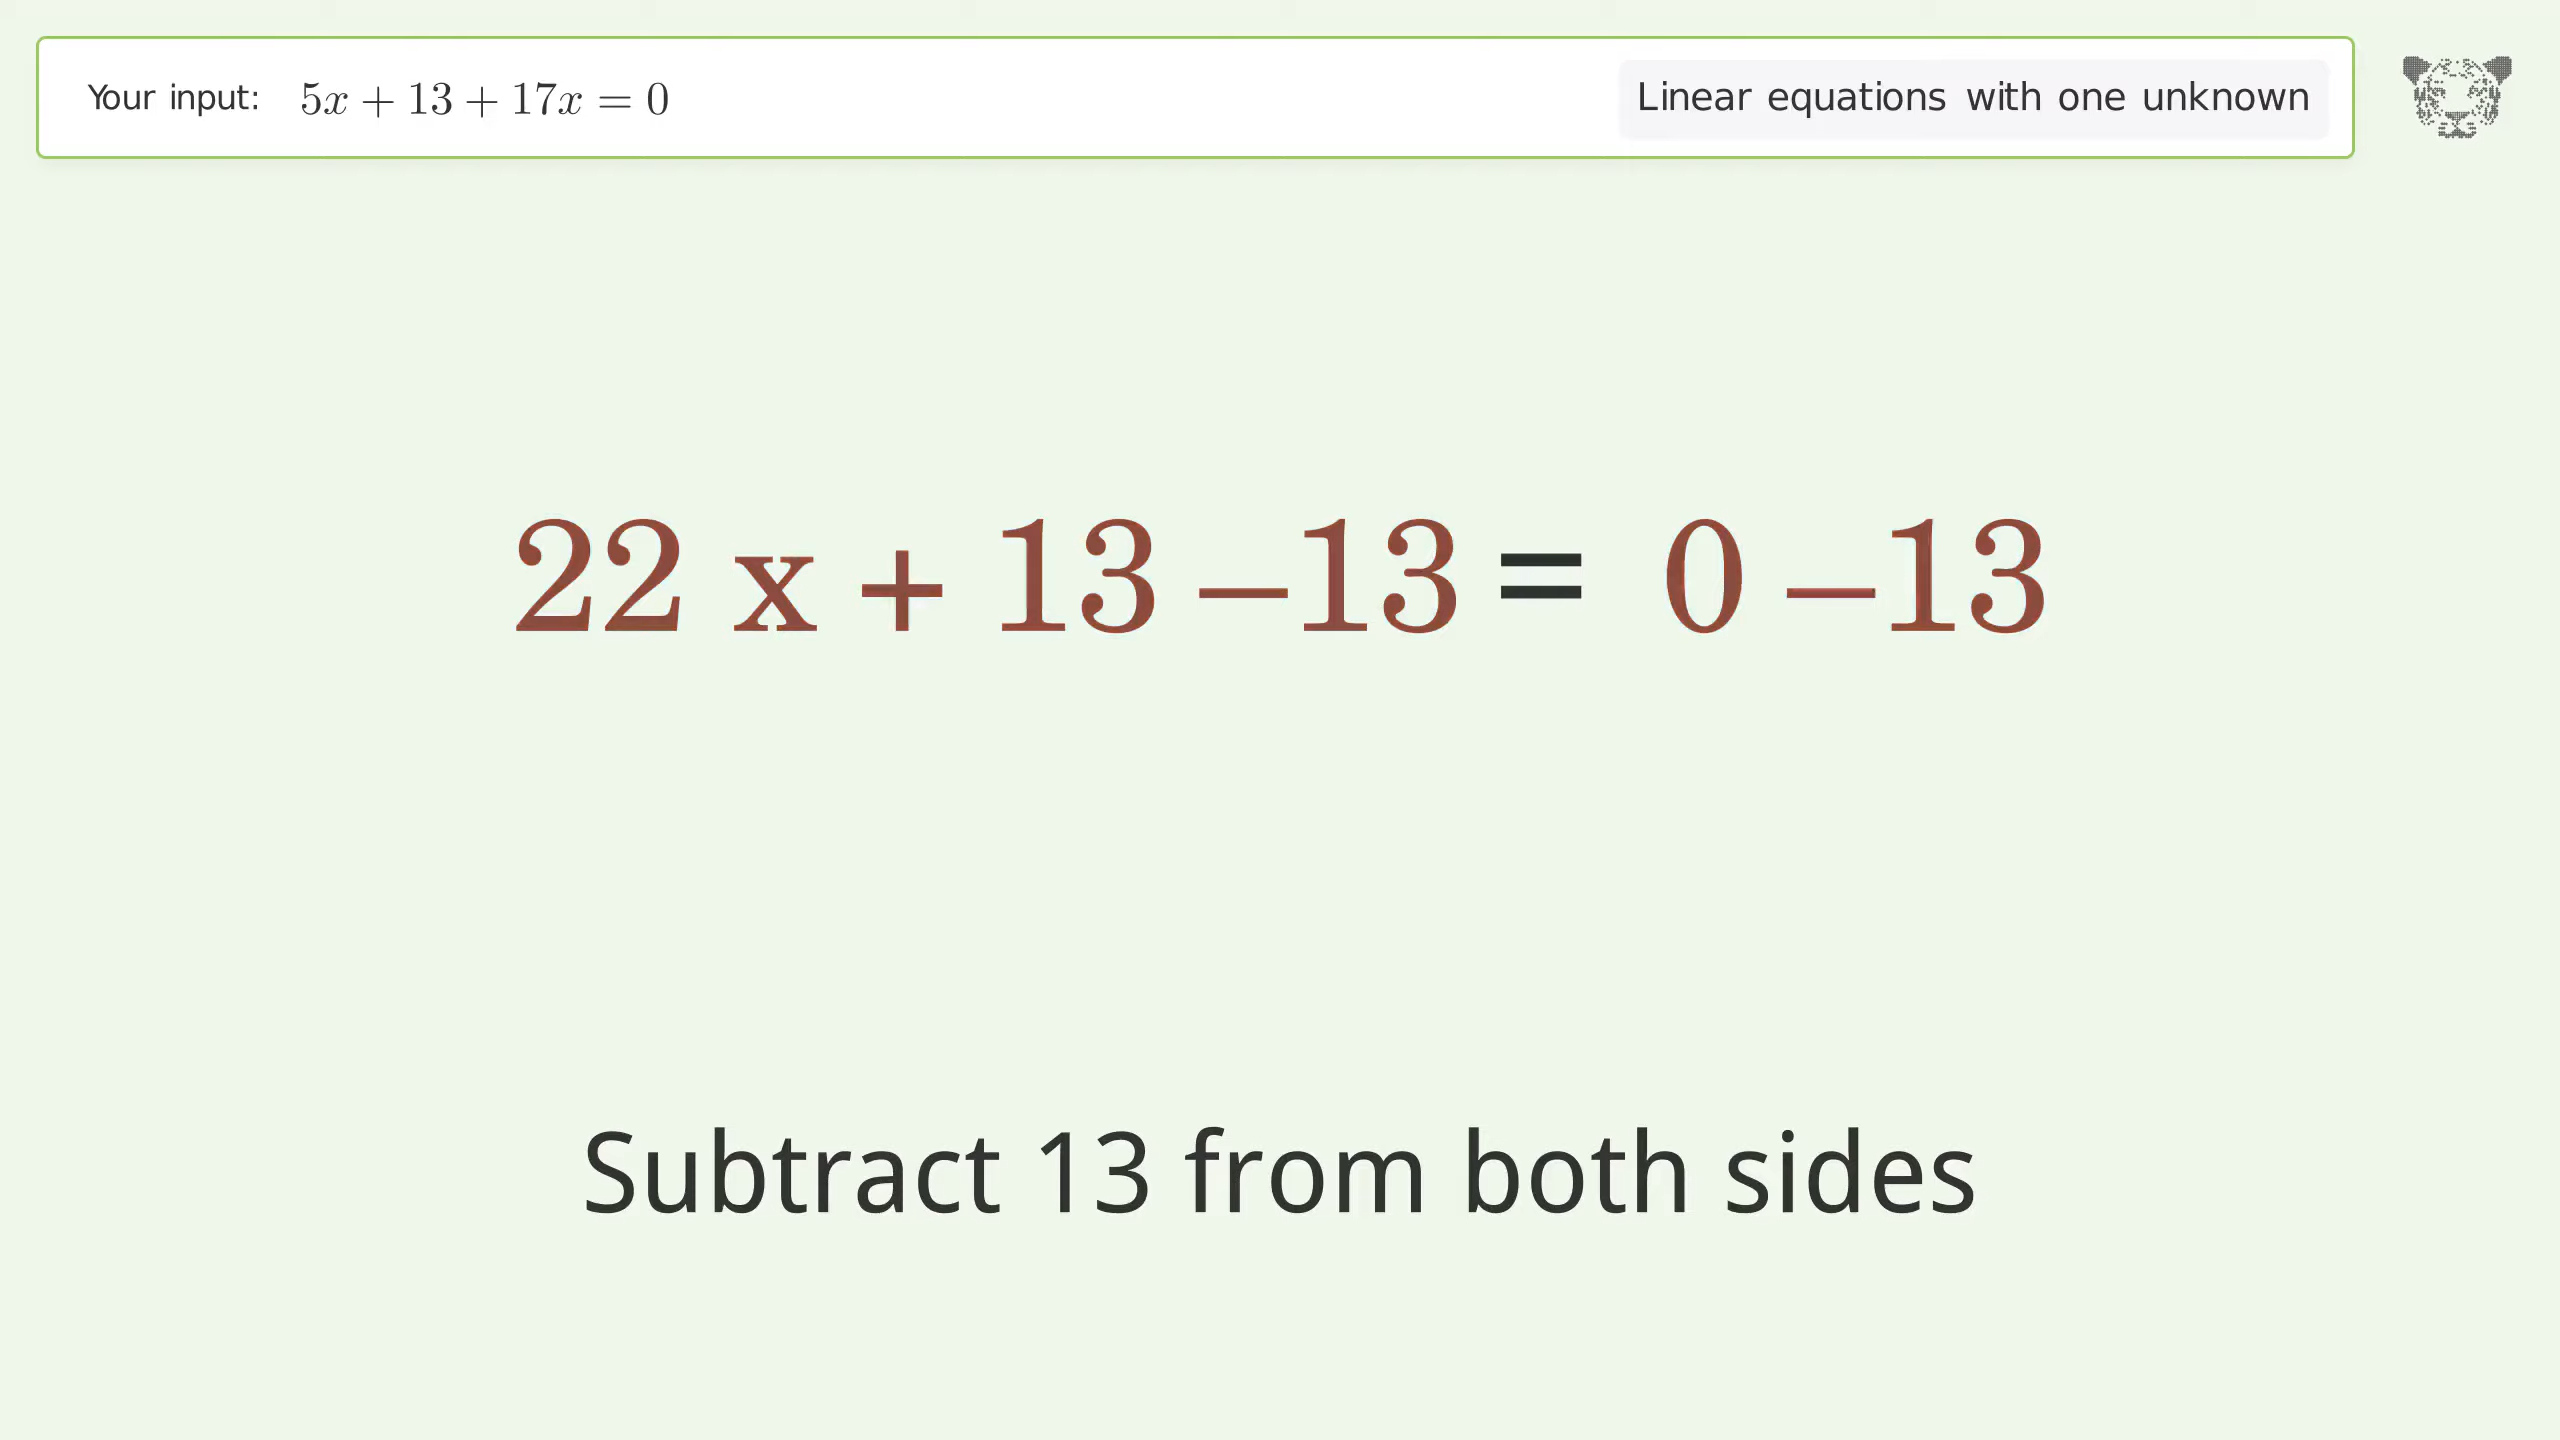 Your input: 5x + 13 + 17x = 0
Linear equations with one unknown
22 x + 13 –13 = 0 –13
Subtract 13 from both sides